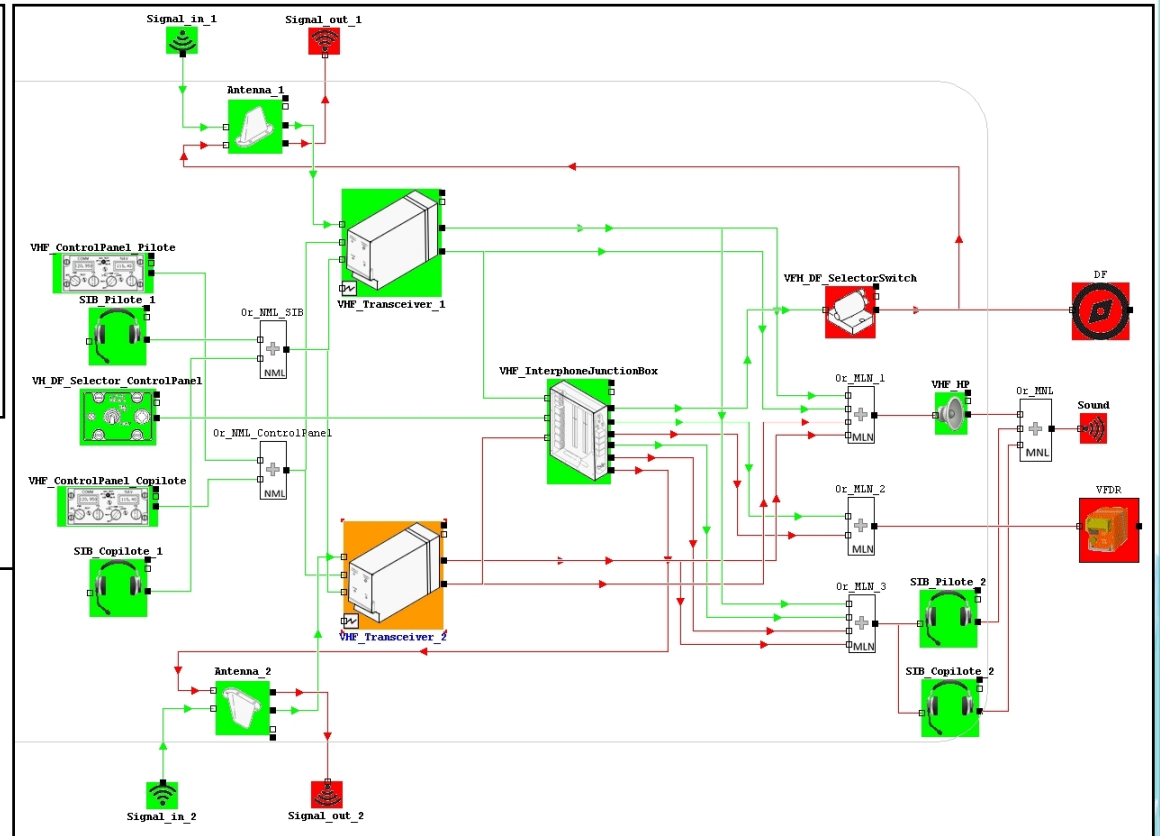 Signal_in_1
Signal_out_1
Antenna_1
VHF_ControlPanel_Pilote
VFH_DF_SelectorSwitch
DF
SIB_Pilote_1
VHF_Transceiver_1
Or_NML_SIB
NML
VHF_InterphoneJunctionBox
VH_DF_Selector_ControlPanel
Or_MLN_1
MLN
VHF_HP
Or_MNL
MNL
Sound
Or_NML_ControlPanel
NML
VHF_ControlPanel_Copilote
Or_MLN_2
MLN
VFDR
SIB_Copilote_1
Or_MLN_3
MLN
SIB_Pilote_2
VHF_Transceiver_2
Antenna_2
SIB_Copilote_2
Signal_in_2
Signal_out_2